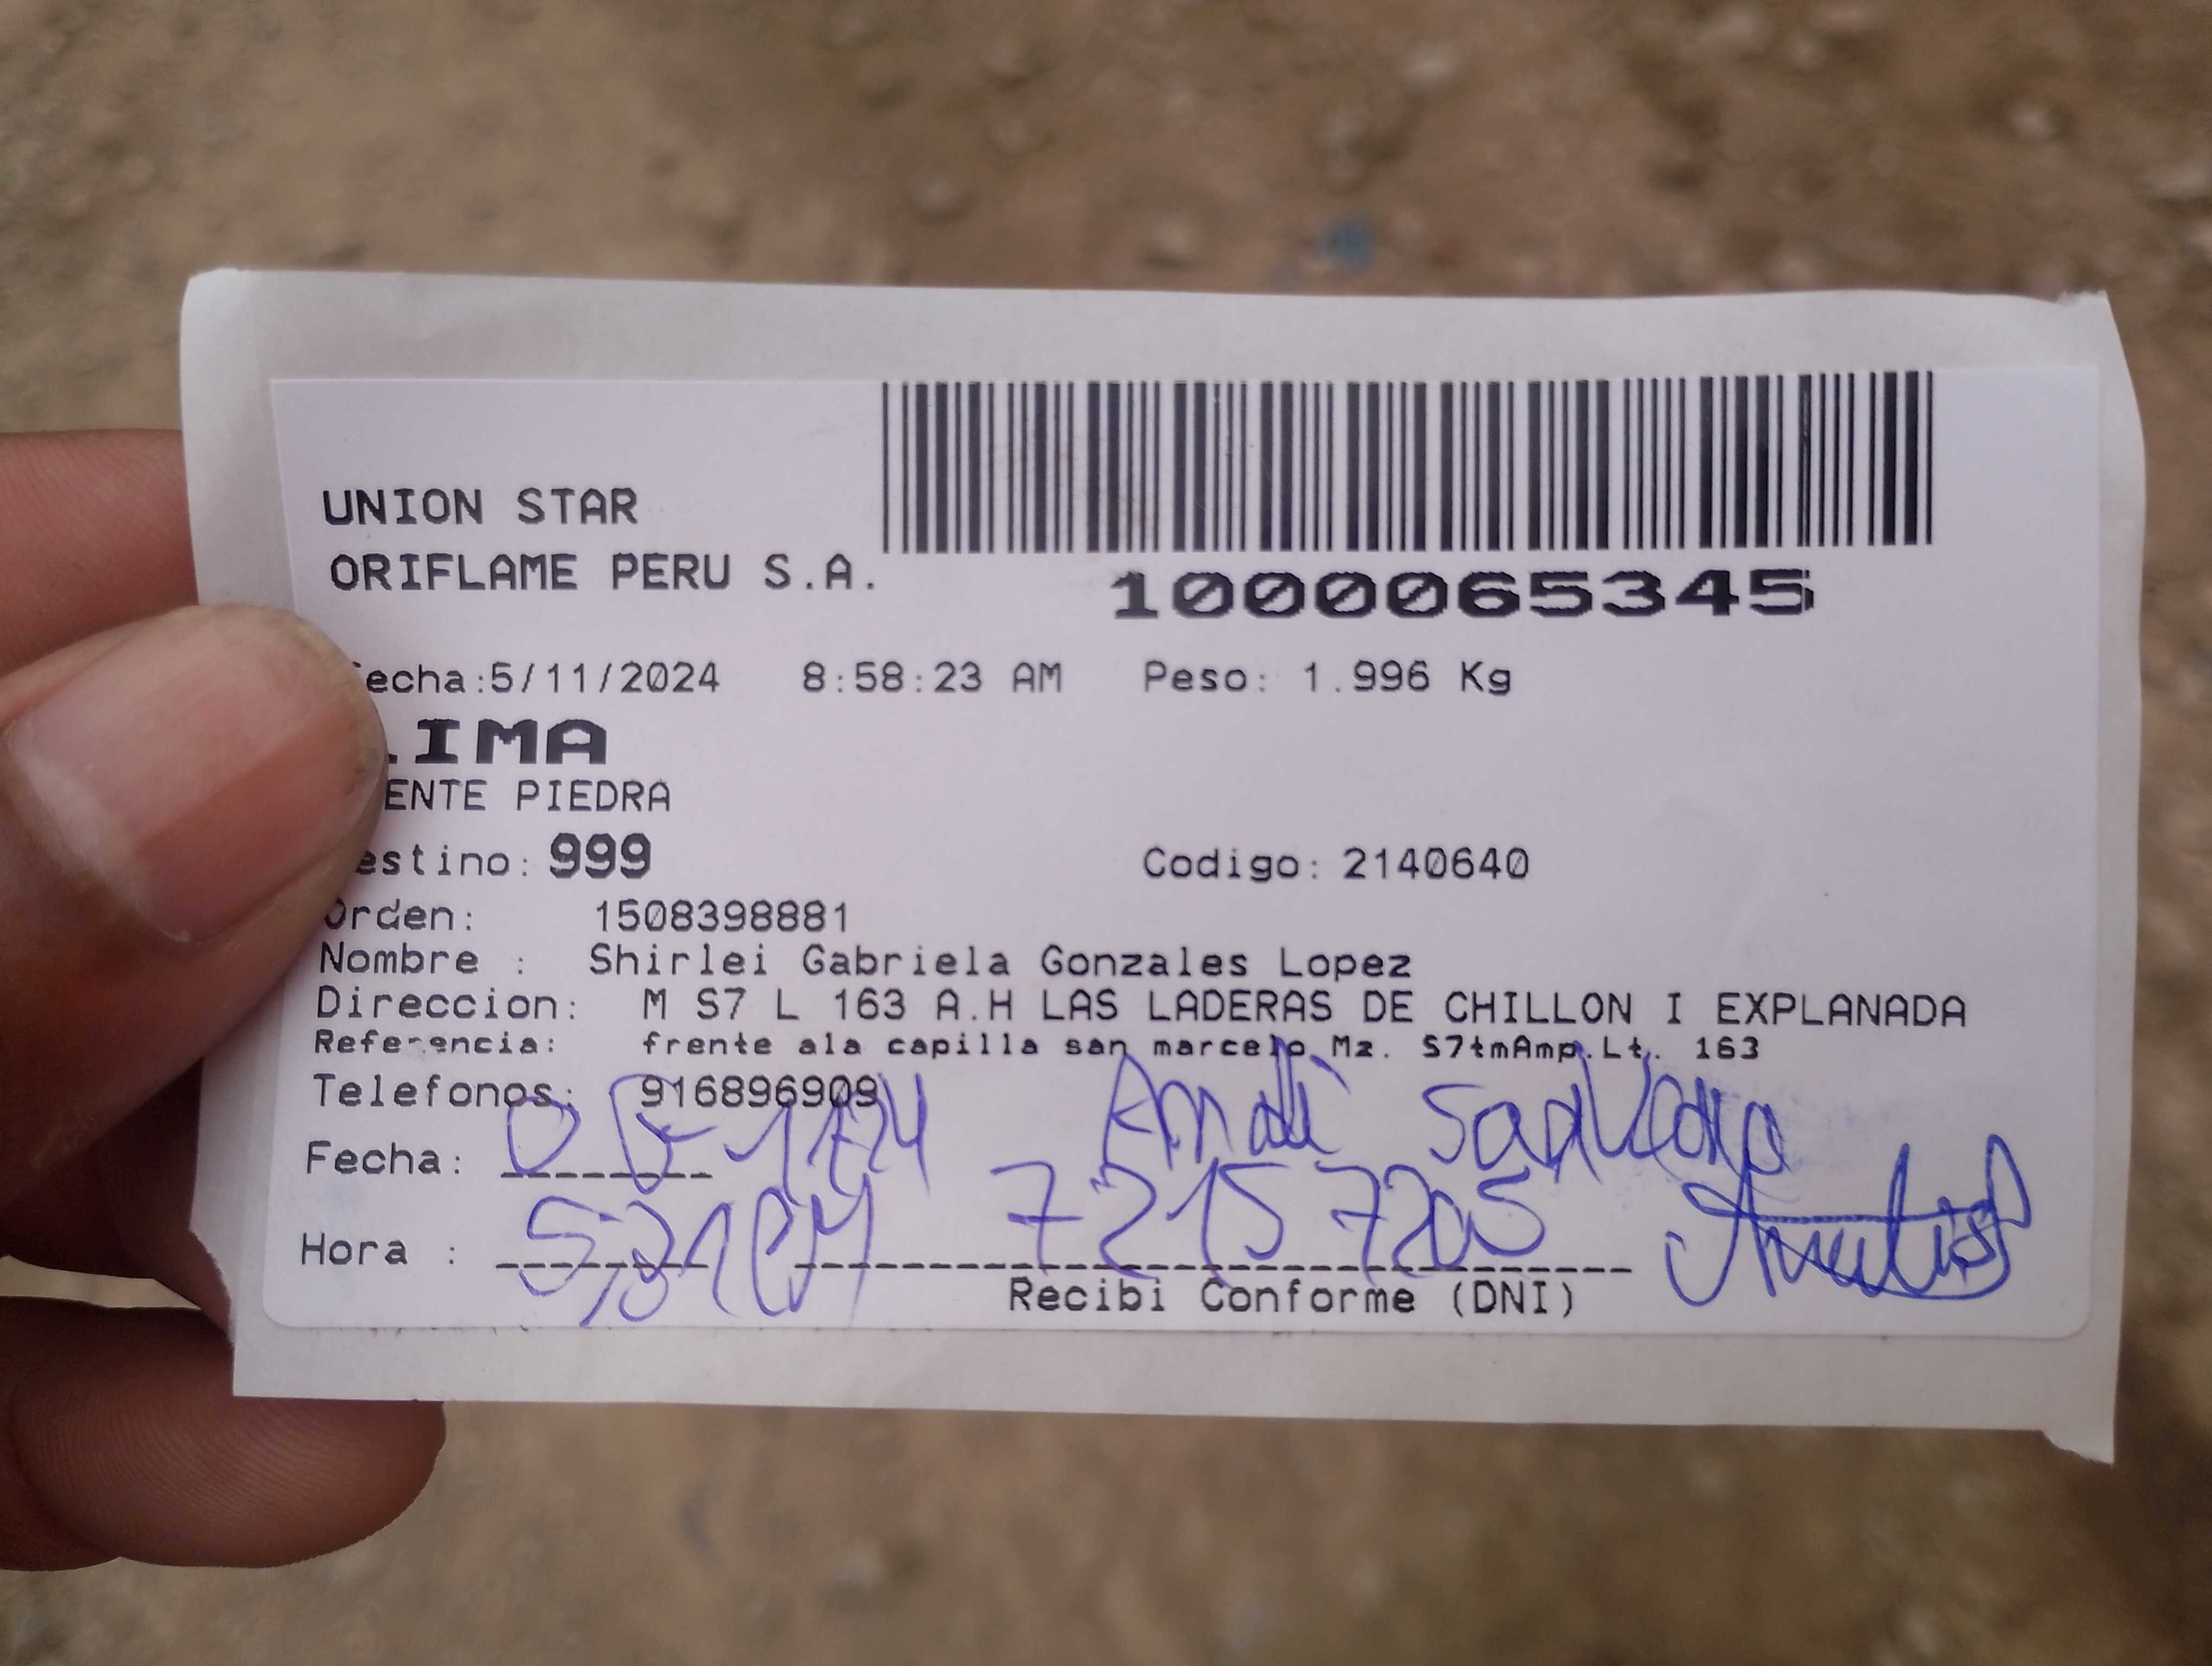 UNION STAR
ORIFLAME PERU S.A.
1000065345
echa:5/11/2024 8:58:23 AM Peso: 1.996 Kg
LIMA
ENTE PIEDRA
estino: 999 Codigo: 2140640
Orden: 1508398881
Nombre : Shirlei Gabriela Gonzales Lopez
Direccion: M S7 L 163 A.H LAS LADERAS DE CHILLON I EXPLANADA
Referencia: frente ala capilla san marcelo Mz. S7tmAmp.Lt. 163
Telefonos: 916896909
Fecha:
Hora : 72157205
Recibi Conforme (DNI)